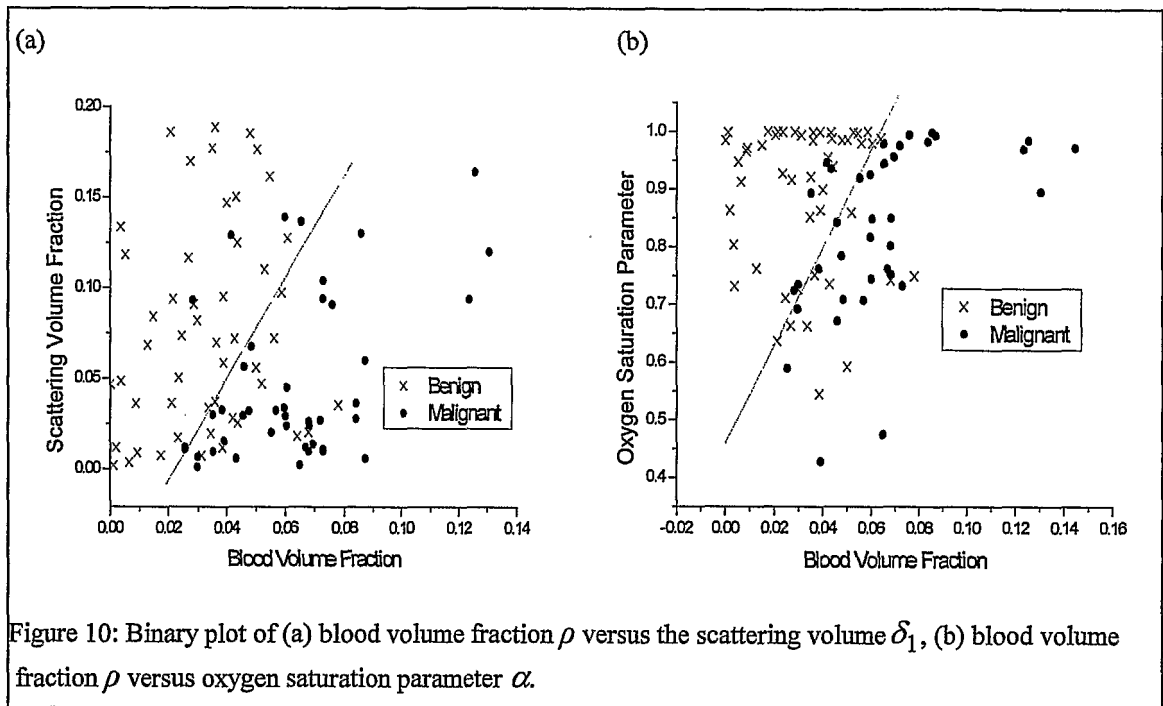 (a)
(b)
Scattering Volume Fraction
0.20
0.15
0.10
0.05
0.00
0.00 0.02 0.04 0.06 0.08 0.10 0.12 0.14
Blood Volume Fraction
× Benign
• Malignant
Oxygen Saturation Parameter
1.0
0.9
0.8
0.7
0.6
0.5
0.4
-0.02 0.00 0.02 0.04 0.06 0.08 0.10 0.12 0.14 0.16
Blood Volume Fraction
× Benign
• Malignant
Figure 10: Binary plot of (a) blood volume fraction ρ versus the scattering volume δ₁, (b) blood volume
fraction ρ versus oxygen saturation parameter α.